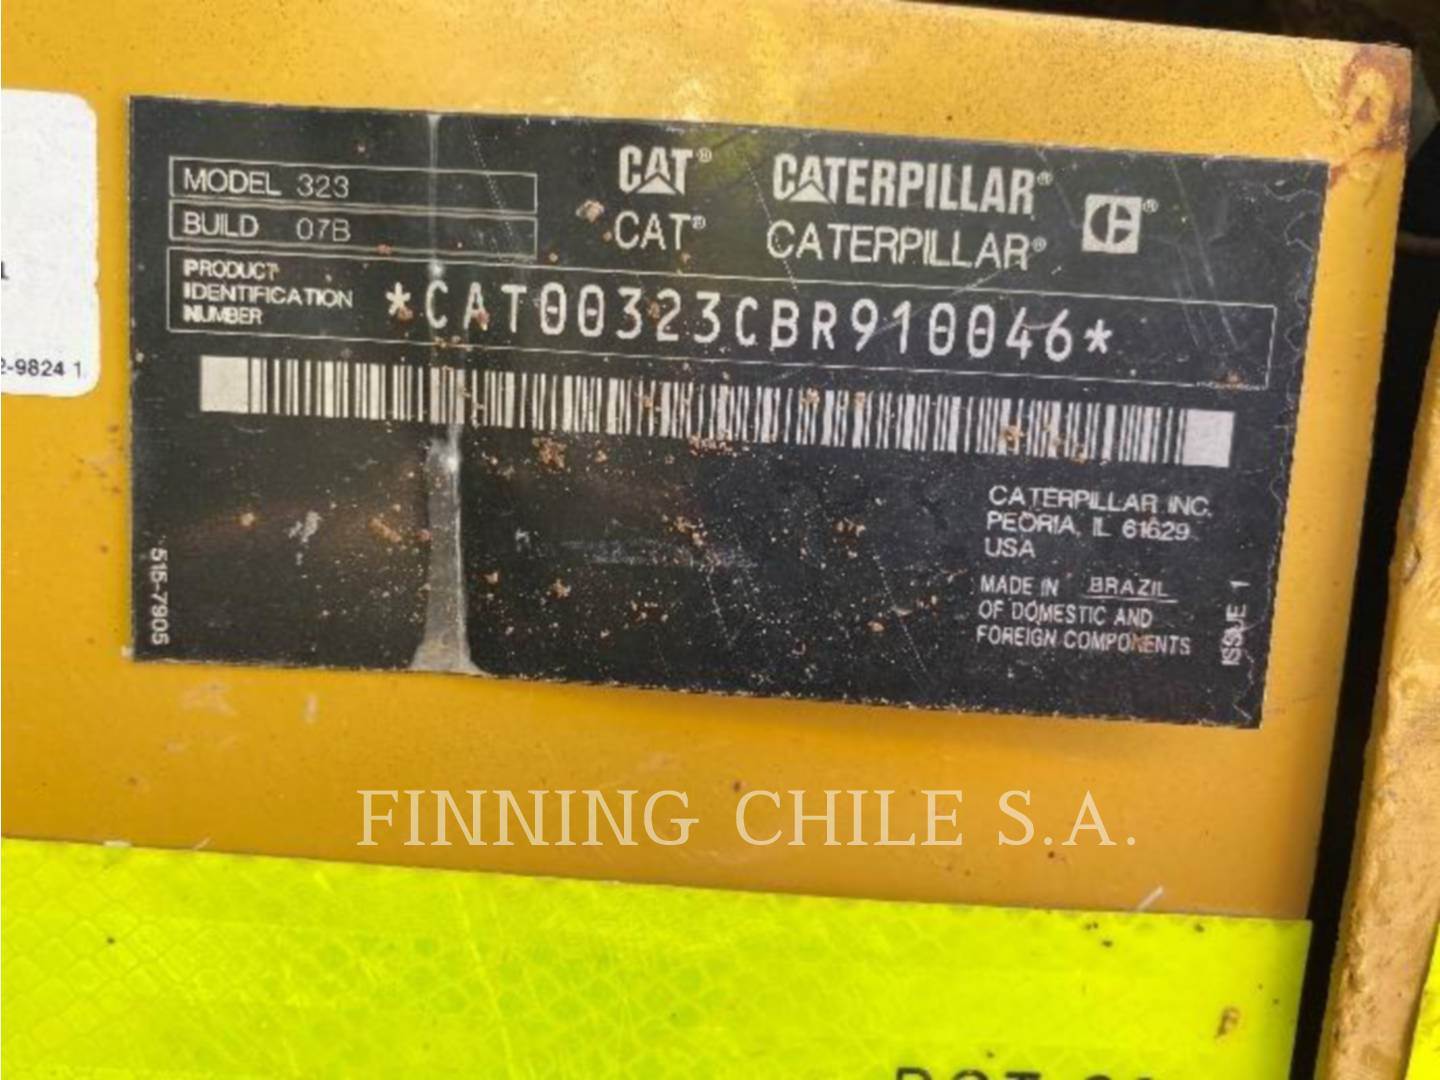 MODEL 323
BUILD 07B
CAT® CATERPILLAR®
CAT® CATERPILLAR®
PRODUCT
IDENTIFICATION
NUMBER
*CAT00323CBR910046*
CATERPILLAR INC.
PEORIA, IL 61629
USA
MADE IN BRAZIL
OF DOMESTIC AND
FOREIGN COMPONENTS
515-7905
ISSUE 1
-9824 1
FINNING CHILE S.A.